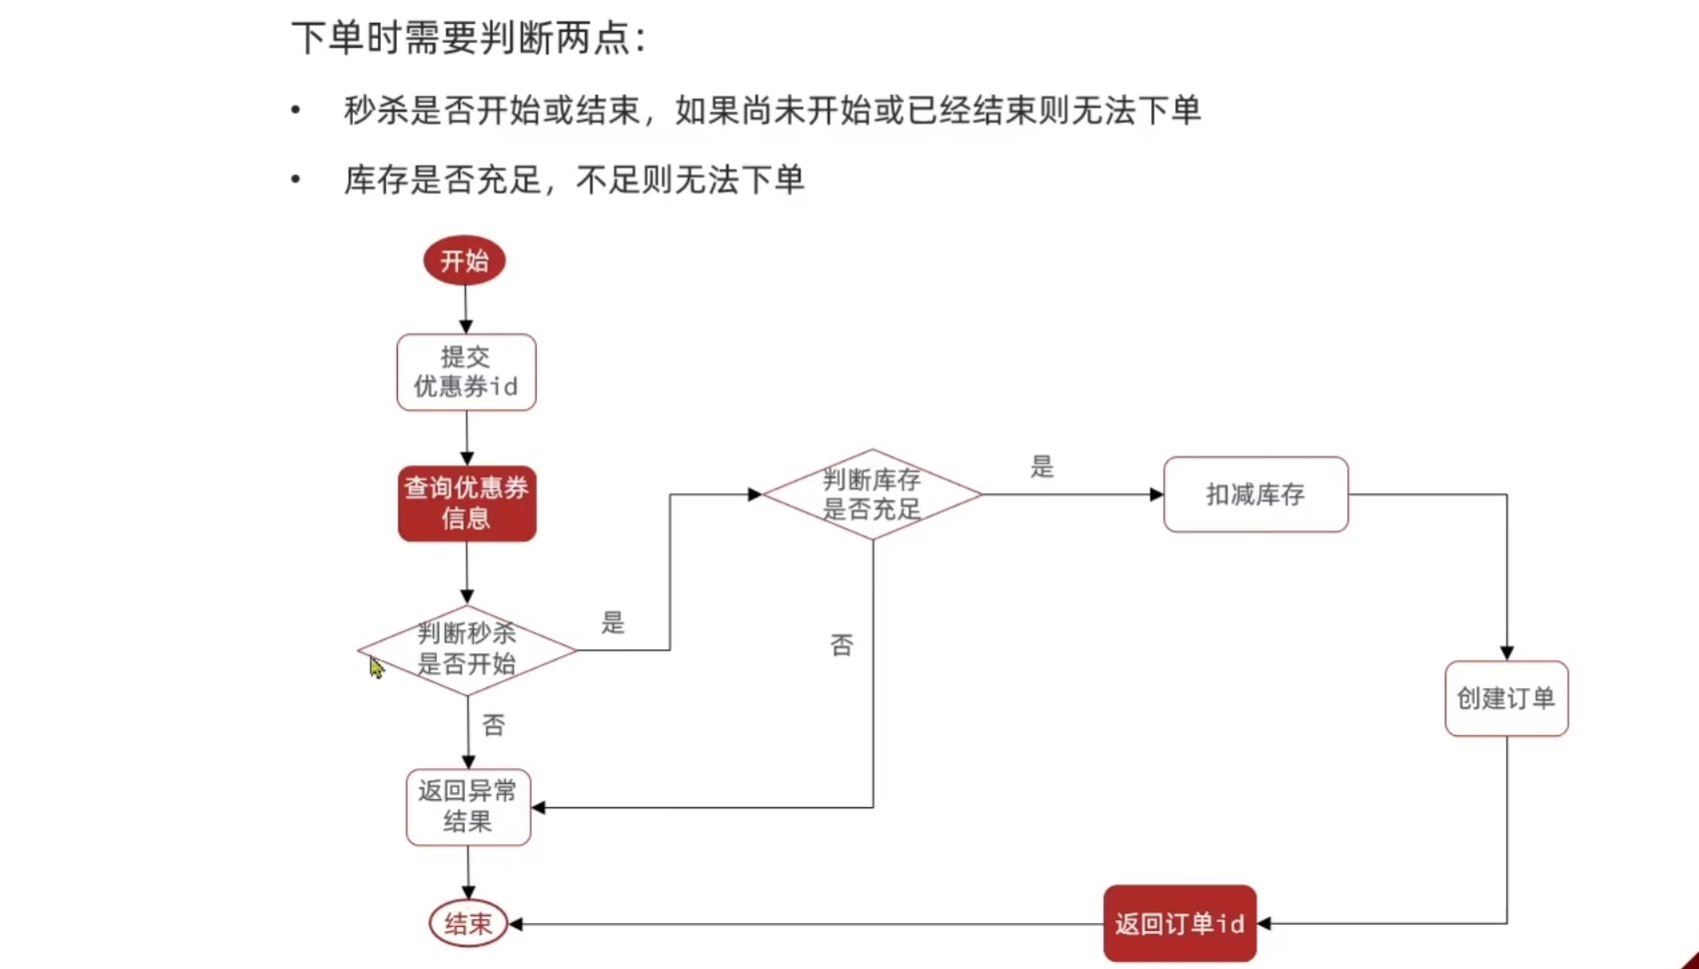 下单时需要判断两点：
• 秒杀是否开始或结束，如果尚未开始或已经结束则无法下单
• 库存是否充足，不足则无法下单
开始
提交
优惠券id
查询优惠券
信息
判断秒杀
是否开始
是
否
返回异常
结果
结束
判断库存
是否充足
是
否
扣减库存
创建订单
返回订单id